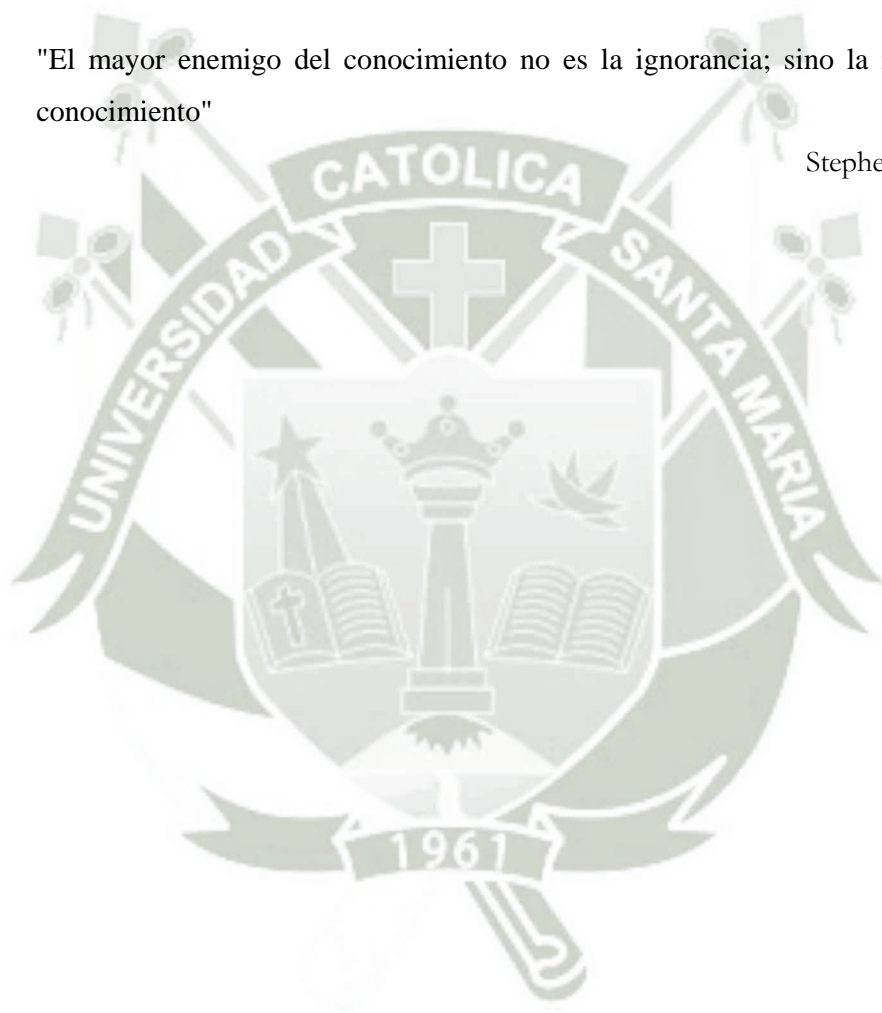 "El mayor enemigo del conocimiento no es la ignorancia; sino la
conocimiento"
CATOLICA
UNIVERSIDAD
SANTA MARIA
1961